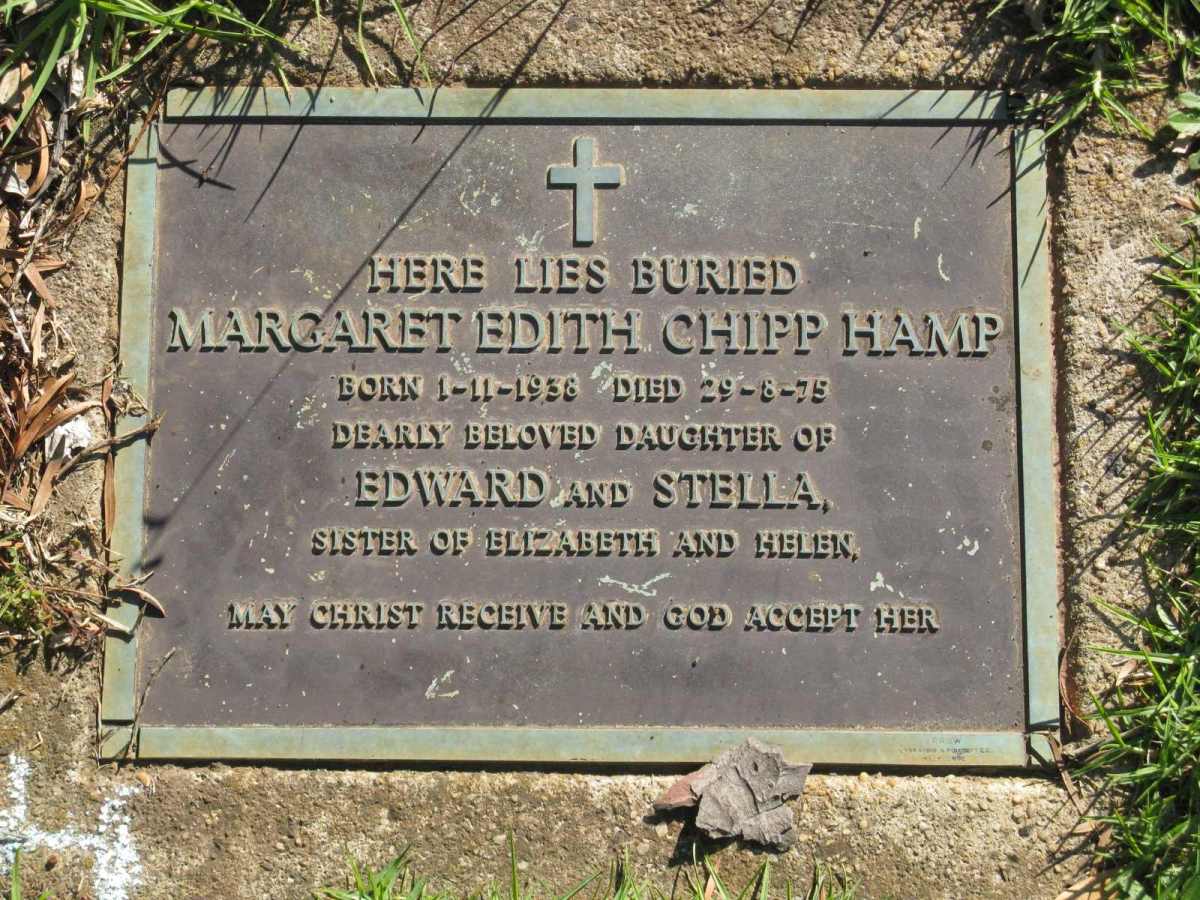 HERE LIES BURIED
MARGARET EDITH CHIPP HAMP
BORN 1-11-1938 DIED 29-8-75
DEARLY BELOVED DAUGHTER OF
EDWARD AND STELLA,
SISTER OF ELIZABETH AND HELEN,
MAY CHRIST RECEIVE AND GOD ACCEPT HER